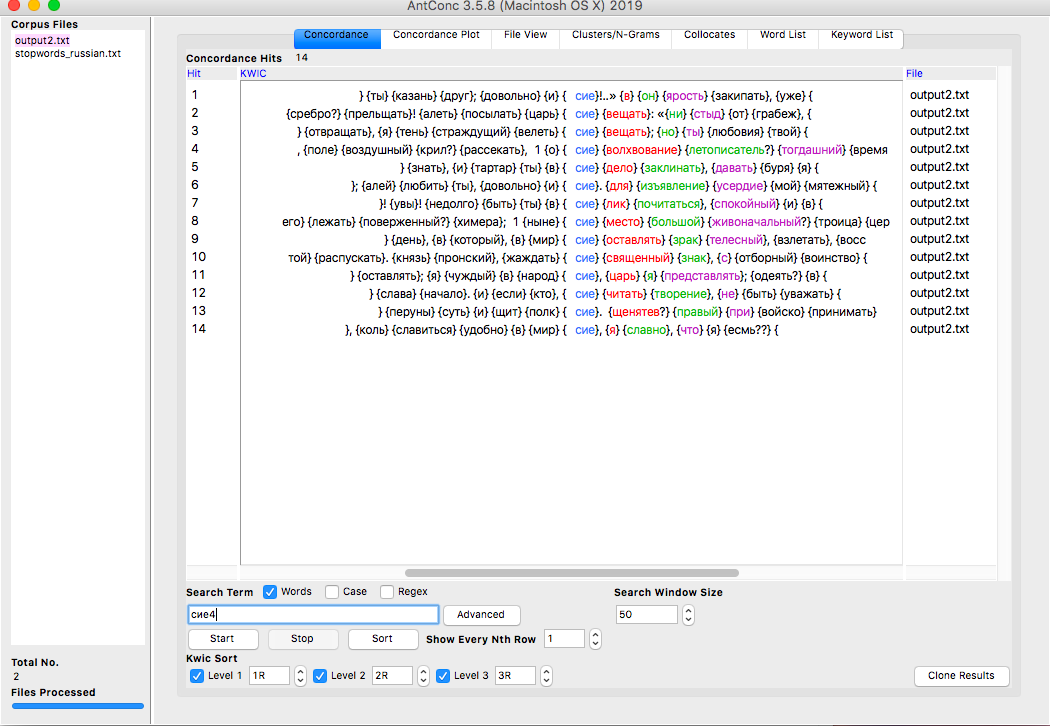 AntConc 3.5.8 (Macintosh OS X) 2019
Corpus Files
output2.txt
stopwords_russian.txt
Concordance Concordance Plot File View Clusters/N-Grams Collocates Word List Keyword List
Concordance Hits 14
Hit KWIC File
1 } {ты} {казань} {друг}; {довольно} {и} { сие}!..» {в} {он} {ярость} {закипать}, {уже} { output2.txt
2 {сребро?} {прельщать}! {алеть} {посылать} {царь} { сие} {вещать}: «{ни} {стыд} {от} {грабеж}, { output2.txt
3 } {отвращать}, {я} {тень} {страждущий} {велеть} { сие} {вещать}; {но} {ты} {любовия} {твой} { output2.txt
4 , {поле} {воздушный} {крил?} {рассекать}, 1 {о} { сие} {волхвование} {летописатель?} {тогдашний} {время output2.txt
5 } {знать}, {и} {тартар} {ты} {в} { сие} {дело} {заклинать}, {давать} {буря} {я} { output2.txt
6 }; {алей} {любить} {ты}, {довольно} {и} { сие}. {для} {изъявление} {усердие} {мой} {мятежный} { output2.txt
7 }! {увы!} {недолго} {быть} {ты} {в} { сие} {лик} {почитаться}, {спокойный} {и} {в} { output2.txt
8 его} {лежать} {поверженный?} {химера}; 1 {ныне} { сие} {место} {большой} {живоначальный?} {троица} {цер output2.txt
9 } {день}, {в} {который}, {в} {мир} { сие} {оставлять} {зрак} {телесный}, {взлетать}, {восс output2.txt
10 той} {распускать}. {князь} {пронский}, {жаждать} { сие} {священный} {знак}, {с} {отборный} {воинство} { output2.txt
11 } {оставлять}; {я} {чуждый} {в} {народ} { сие}, {царь} {я} {представлять}; {одеять?} {в} { output2.txt
12 } {слава} {начало}. {и} {если} {кто}, { сие} {читать} {творение}, {не} {быть} {уважать} { output2.txt
13 } {перуны} {суть} {и} {щит} {полк} { сие}. {щенятев?} {правый} {при} {войско} {принимать} output2.txt
14 }, {коль} {славиться} {удобно} {в} {мир} { сие}, {я} {славно}, {что} {я} {есмь??} { output2.txt
Search Term Words Case Regex Search Window Size
сие4 Advanced 50
Start Stop Sort Show Every Nth Row 1
Kwic Sort
Level 1 1R Level 2 2R Level 3 3R Clone Results
Total No.
2
Files Processed